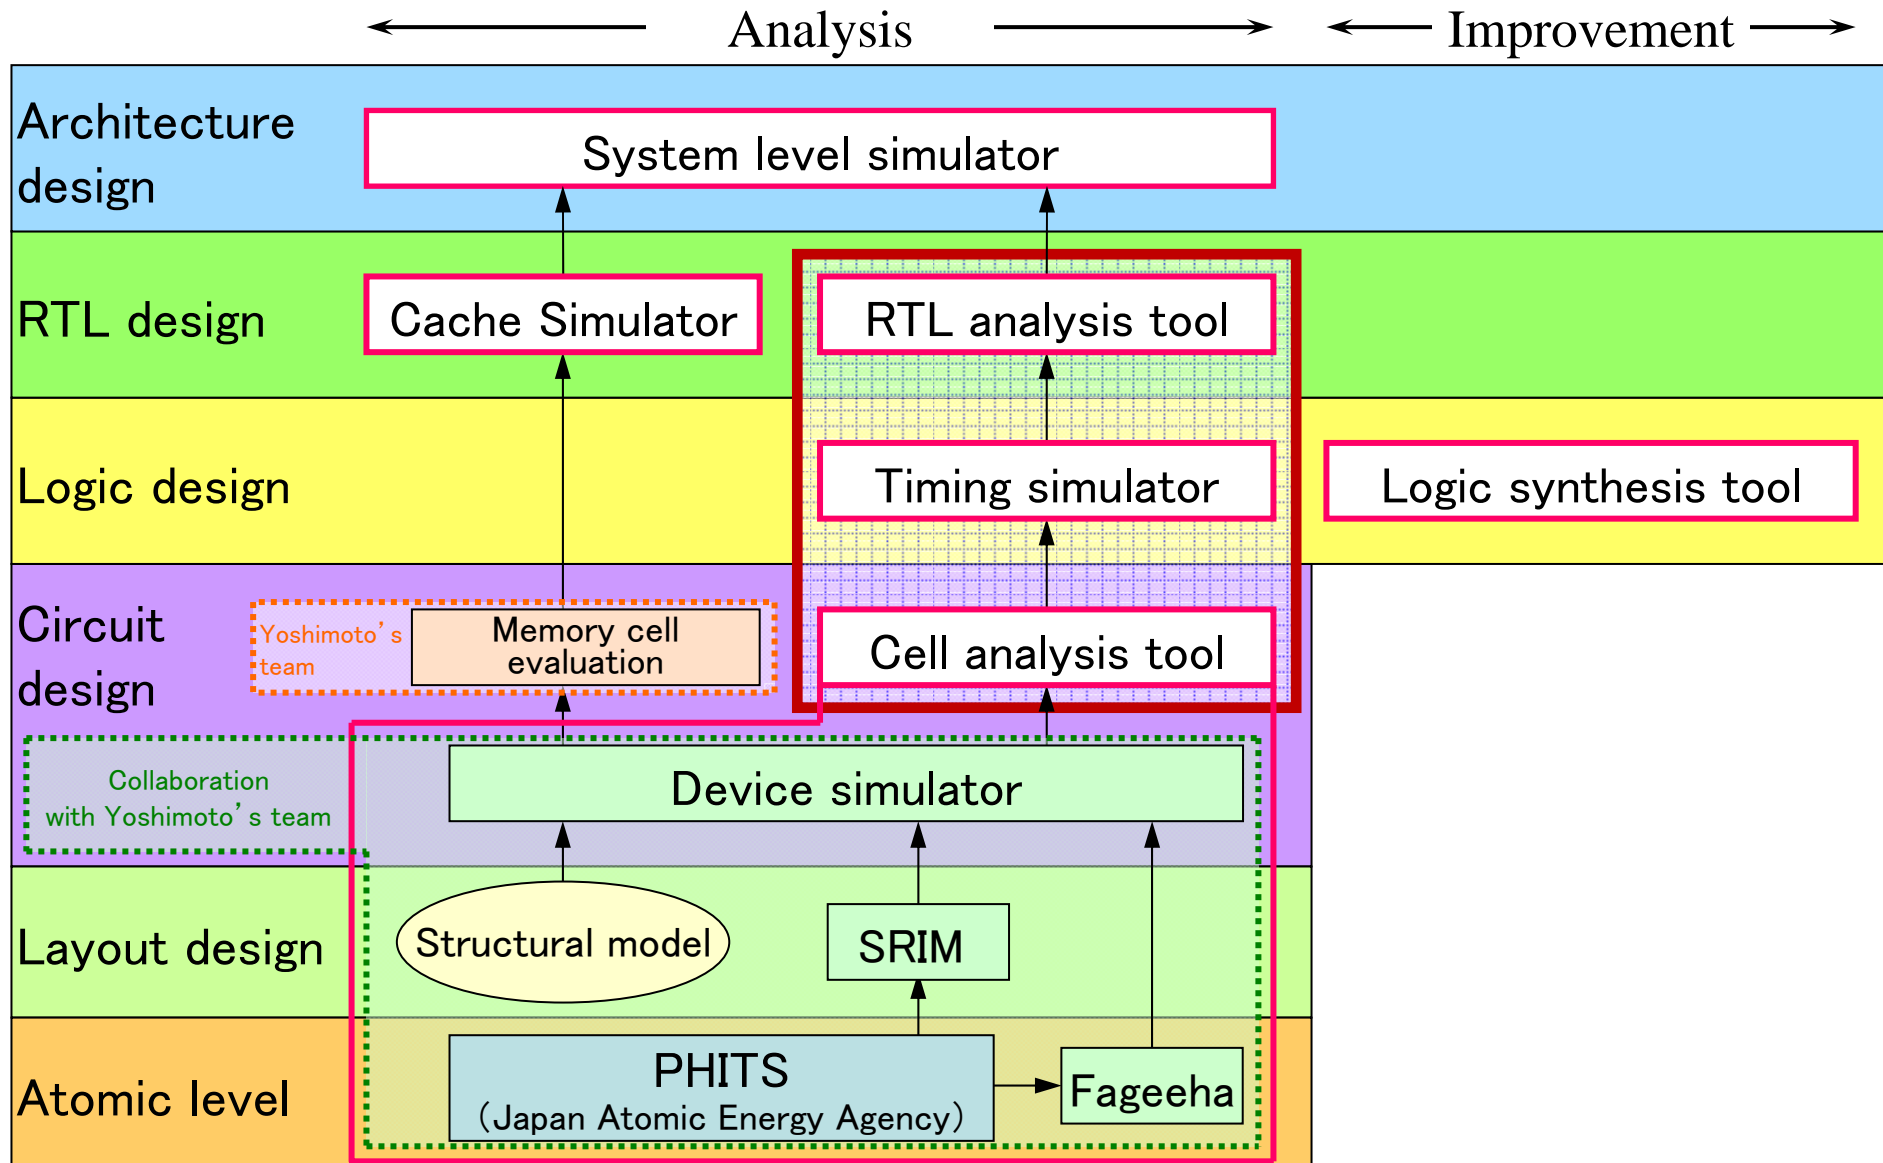 Analysis
Improvement
Architecture
design
System level simulator
RTL design
Cache Simulator
RTL analysis tool
Logic design
Timing simulator
Logic synthesis tool
Circuit
design
Yoshimoto’s
team
Memory cell
evaluation
Cell analysis tool
Collaboration
with Yoshimoto’s team
Device simulator
Layout design
Structural model
SRIM
Atomic level
PHITS
(Japan Atomic Energy Agency)
Fageeha